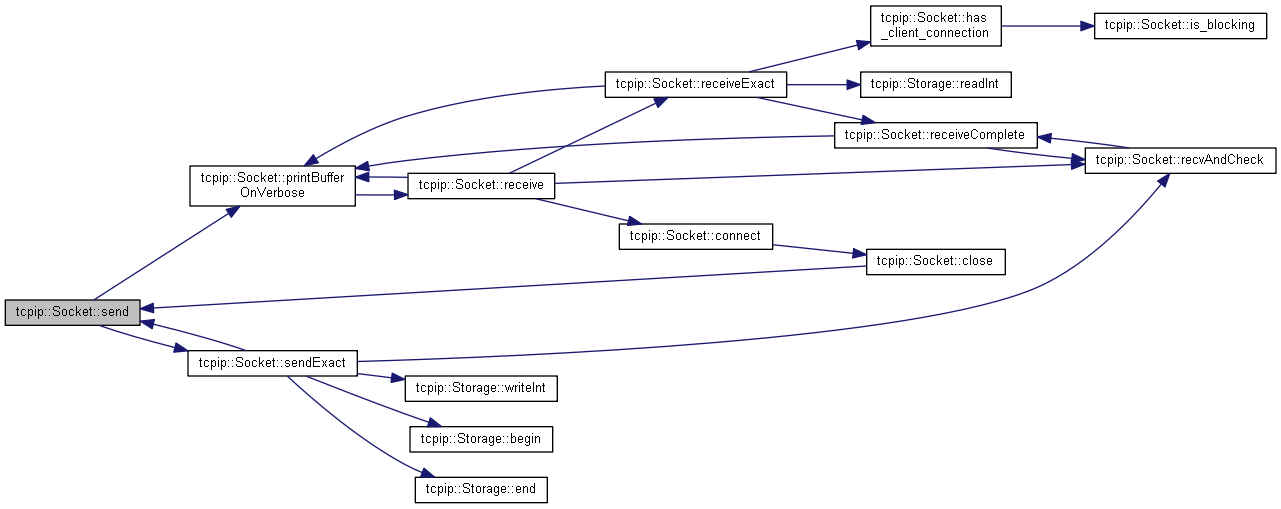 tcpip::Socket::has
_client_connection
tcpip::Socket::is_blocking
tcpip::Socket::receiveExact
tcpip::Storage::readInt
tcpip::Socket::receiveComplete
tcpip::Socket::recvAndCheck
tcpip::Socket::printBuffer
OnVerbose
tcpip::Socket::receive
tcpip::Socket::connect
tcpip::Socket::close
tcpip::Socket::send
tcpip::Socket::sendExact
tcpip::Storage::writeInt
tcpip::Storage::begin
tcpip::Storage::end